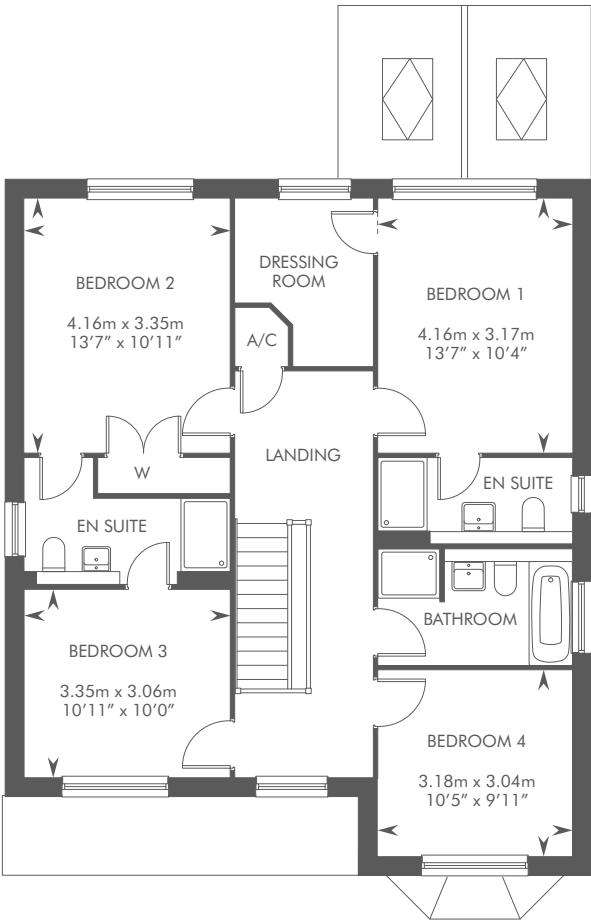 DRESSING
ROOM
BEDROOM 2
4.16m x 3.35m
13’7” x 10’11”
BEDROOM 1
4.16m x 3.17m
13’7” x 10’4”
A/C
LANDING
W
EN SUITE
EN SUITE
BATHROOM
BEDROOM 3
3.35m x 3.06m
10’11” x 10’0”
BEDROOM 4
3.18m x 3.04m
10’5” x 9’11”